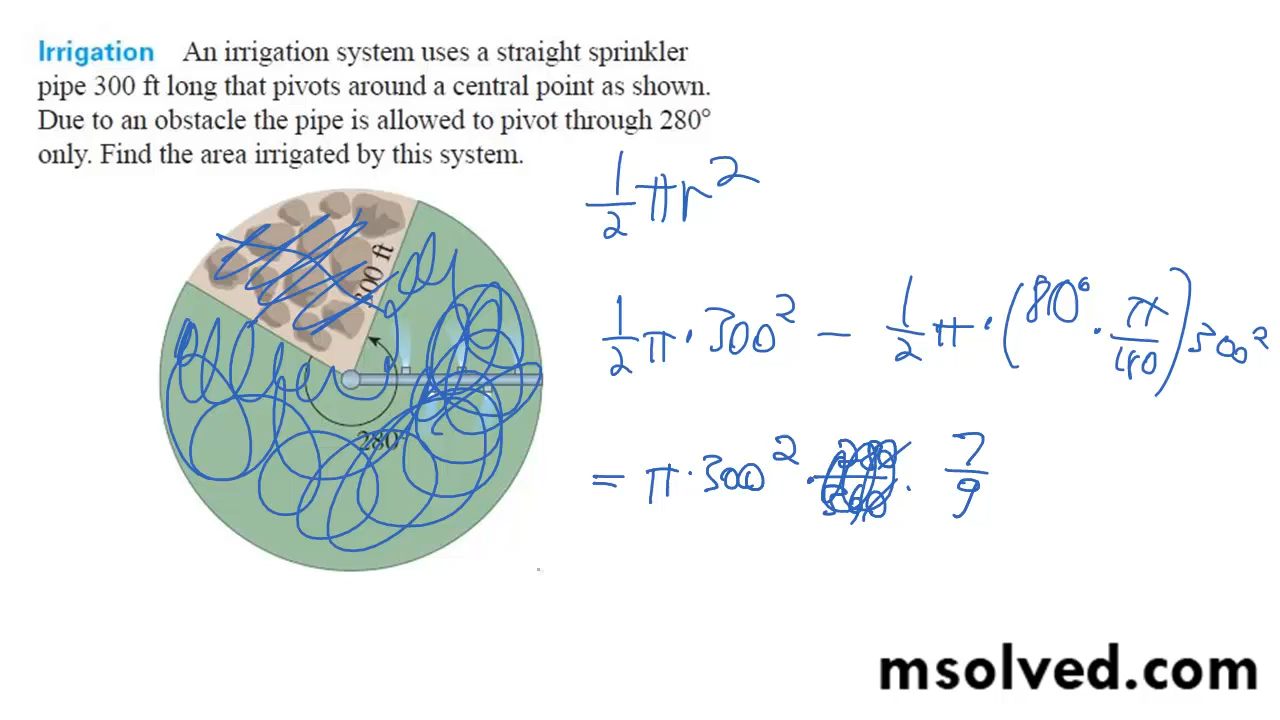 Irrigation An irrigation system uses a straight sprinkler
pipe 300 ft long that pivots around a central point as shown.
Due to an obstacle the pipe is allowed to pivot through 280°
only. Find the area irrigated by this system.
300 ft
280°
1/2 πr²
1/2 π · 300² − 1/2 π · (80° · π/180) 300²
= π · 300² · 7/9
msolved.com